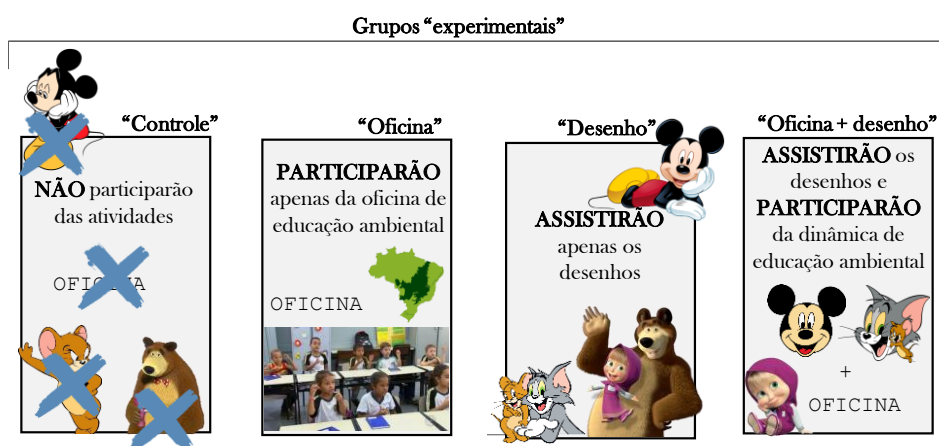 Grupos “experimentais”
“Controle”
NÃO participarão
das atividades
OFICINA
“Oficina”
PARTICIPARÃO
apenas da oficina de
educação ambiental
OFICINA
“Desenho”
ASSISTIRÃO
apenas os
desenhos
“Oficina + desenho”
ASSISTIRÃO os
desenhos e
PARTICIPARÃO
da dinâmica de
educação ambiental
+
OFICINA